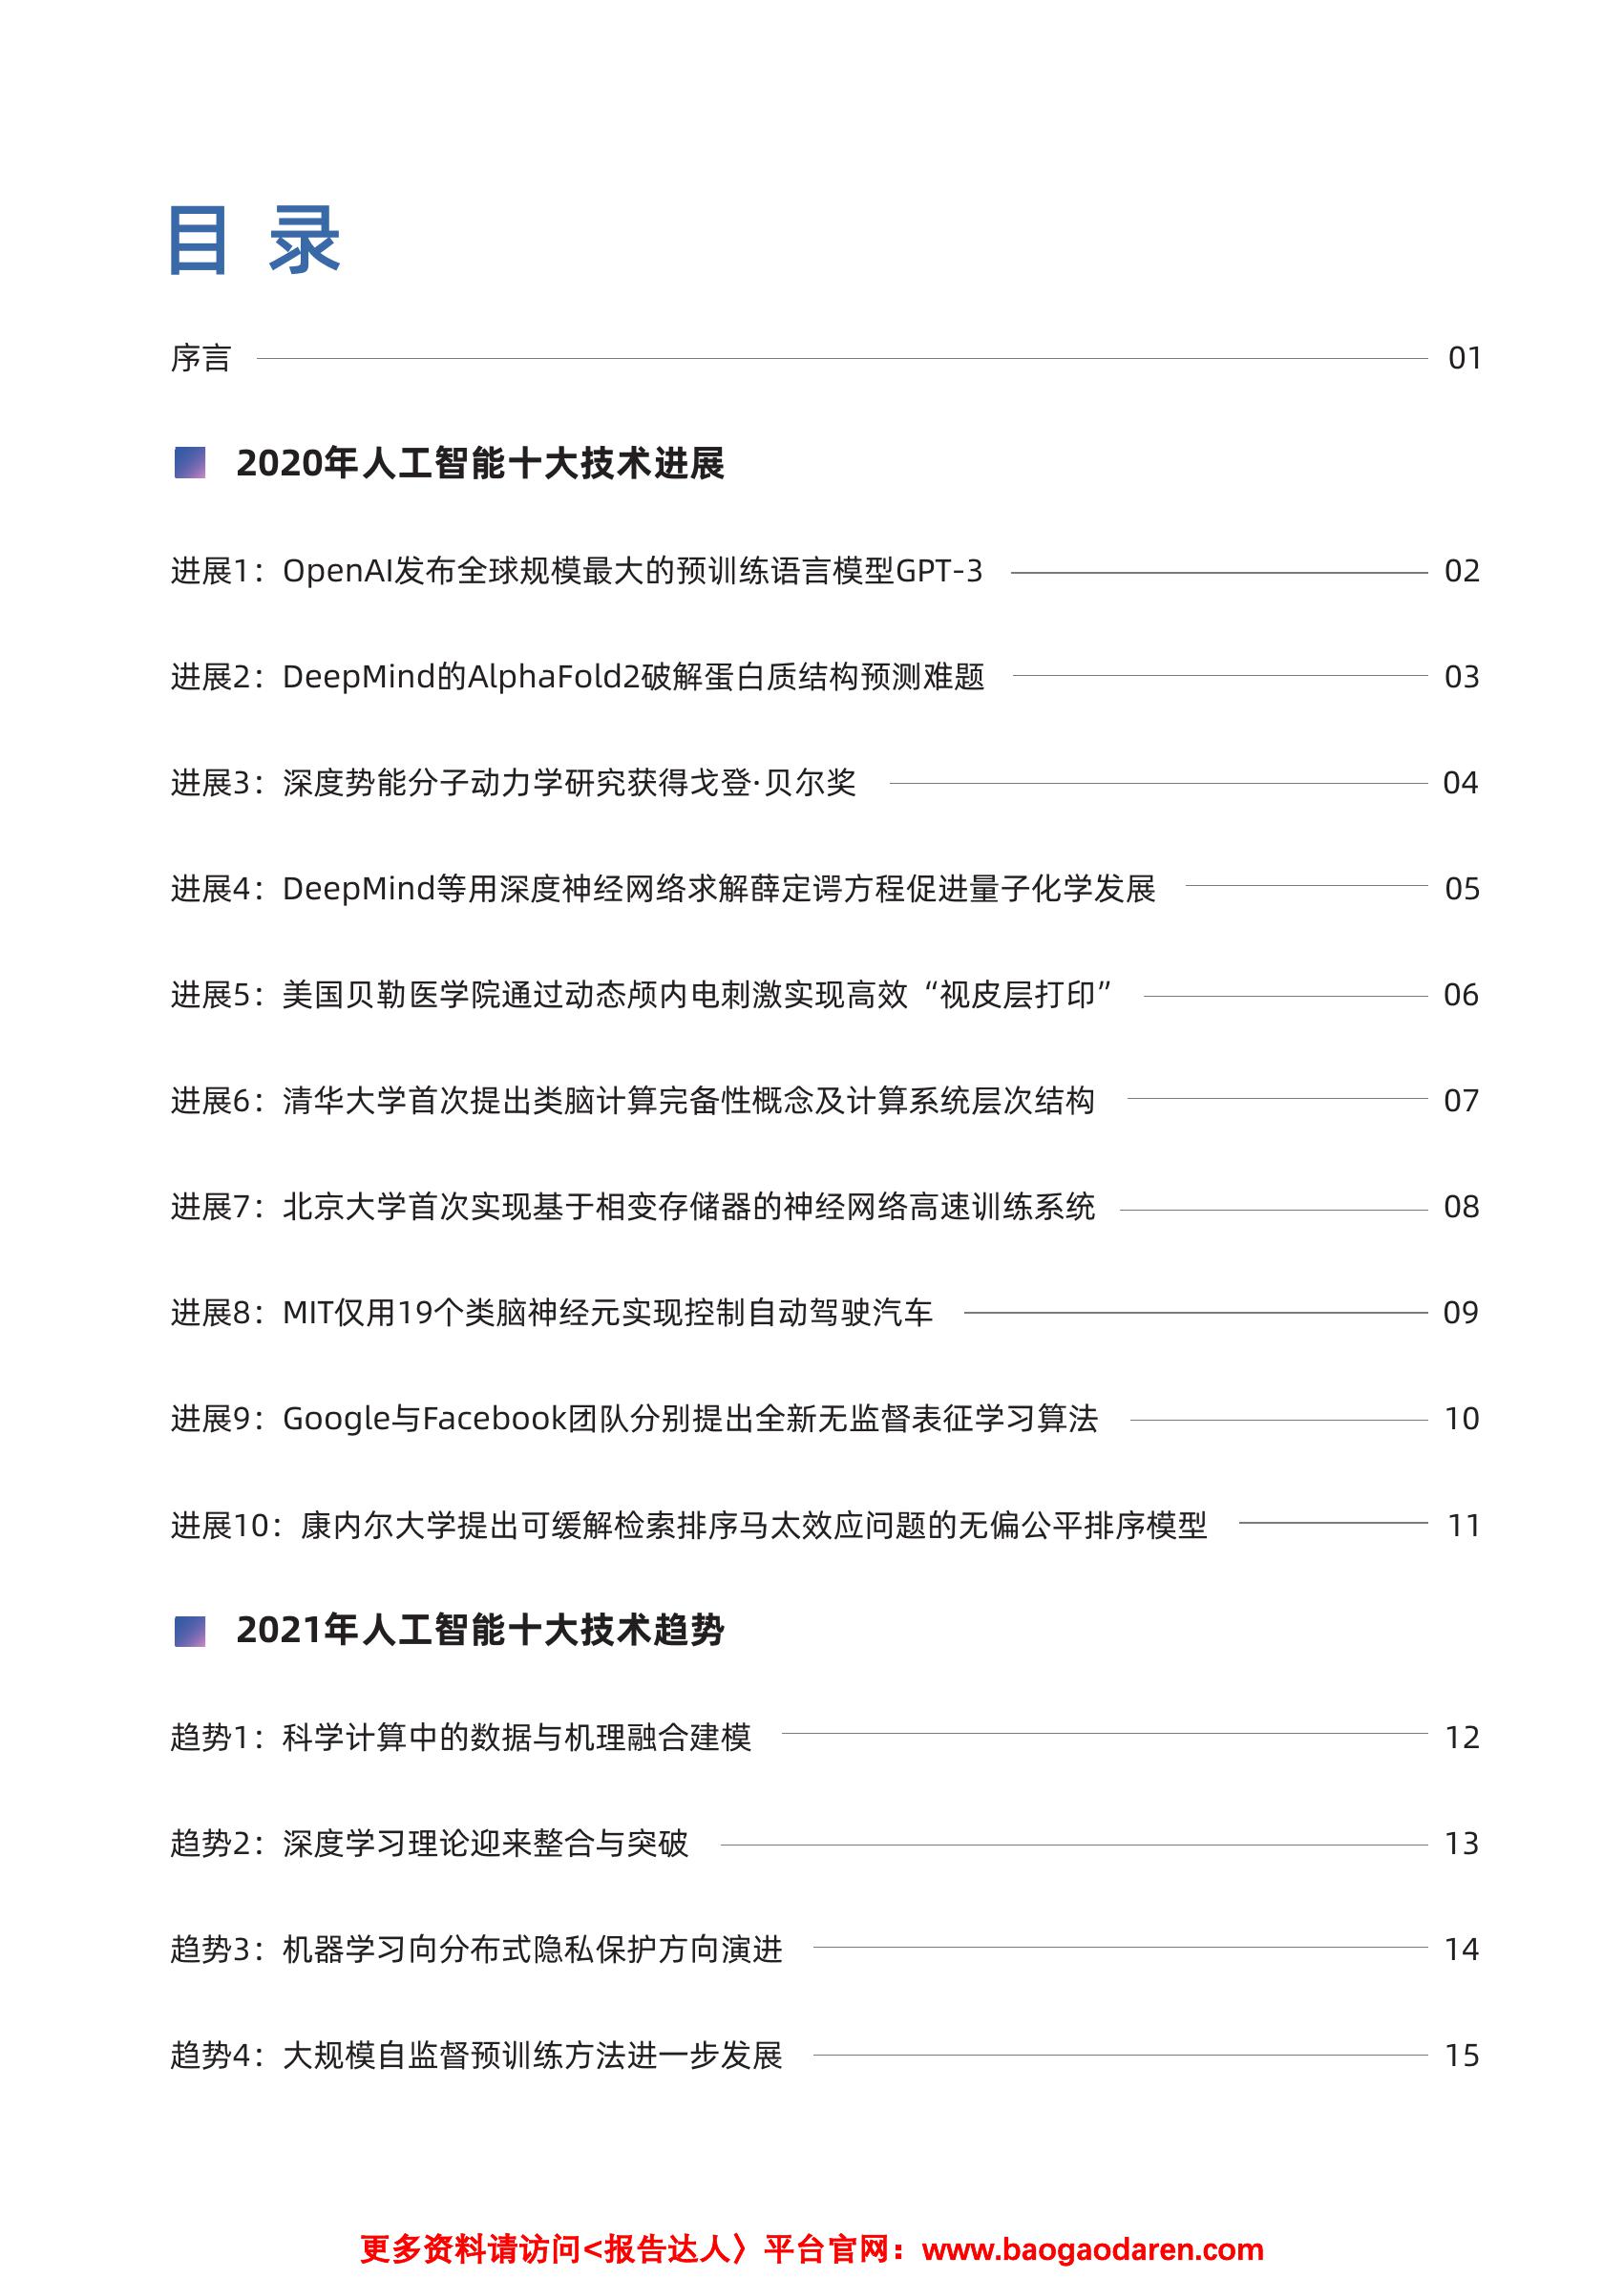 目 录
序言 01
2020年人工智能十大技术进展
进展1：OpenAI发布全球规模最大的预训练语言模型GPT-3 02
进展2：DeepMind的AlphaFold2破解蛋白质结构预测难题 03
进展3：深度势能分子动力学研究获得戈登·贝尔奖 04
进展4：DeepMind等用深度神经网络求解薛定谔方程促进量子化学发展 05
进展5：美国贝勒医学院通过动态颅内电刺激实现高效“视皮层打印” 06
进展6：清华大学首次提出类脑计算完备性概念及计算系统层次结构 07
进展7：北京大学首次实现基于相变存储器的神经网络高速训练系统 08
进展8：MIT仅用19个类脑神经元实现控制自动驾驶汽车 09
进展9：Google与Facebook团队分别提出全新无监督表征学习算法 10
进展10：康内尔大学提出可缓解检索排序马太效应问题的无偏公平排序模型 11
2021年人工智能十大技术趋势
趋势1：科学计算中的数据与机理融合建模 12
趋势2：深度学习理论迎来整合与突破 13
趋势3：机器学习向分布式隐私保护方向演进 14
趋势4：大规模自监督预训练方法进一步发展 15
更多资料请访问<报告达人〉平台官网：www.baogaodaren.com